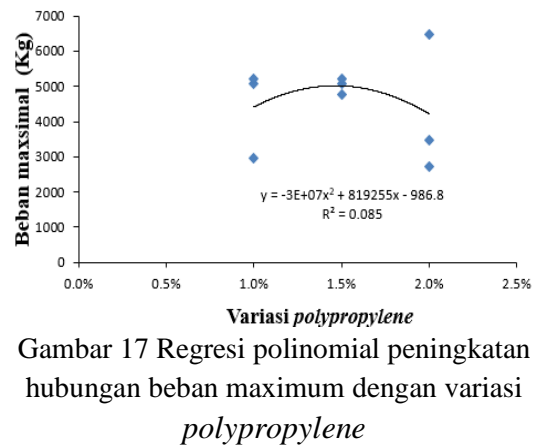 7000
6000
5000
4000
3000
2000
1000
0
Beban maxsimal (Kg)
y = -3E+07x² + 819255x - 986.8
R² = 0.085
0.0% 0.5% 1.0% 1.5% 2.0% 2.5%
Variasi polypropylene
Gambar 17 Regresi polinomial peningkatan
hubungan beban maximum dengan variasi
polypropylene